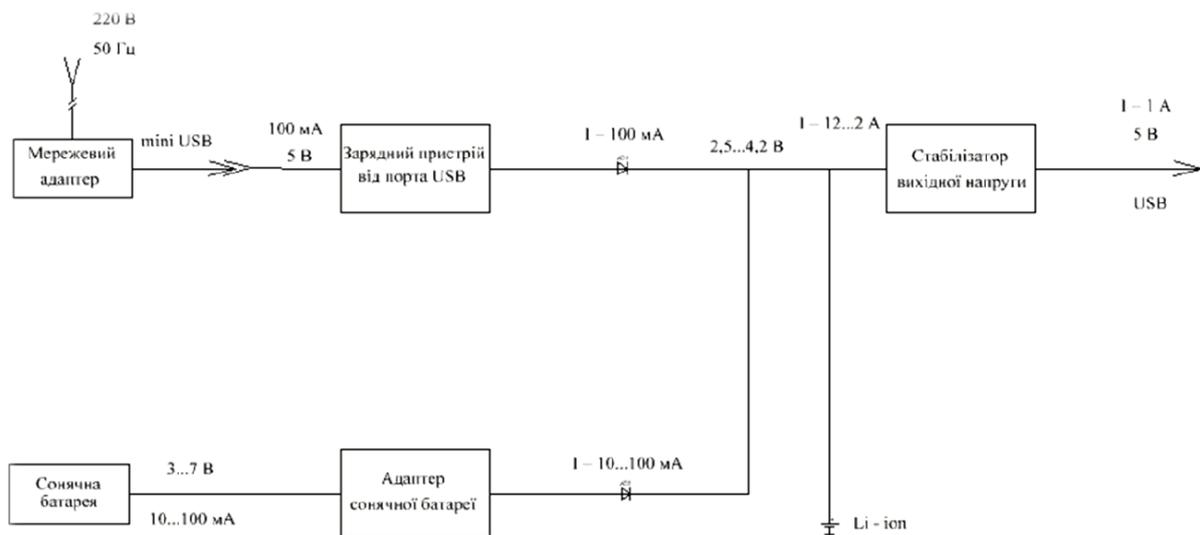 220 В
50 Гц
Мережевий
адаптер
mini USB
100 мА
5 В
Зарядний пристрій
від порта USB
I – 100 мА
2,5...4,2 В
I – 12...2 А
Стабілізатор
вихідної напруги
I – 1 А
5 В
USB
Сонячна
батарея
3...7 В
10...100 мА
Адаптер
сонячної батареї
I – 10...100 мА
Li - ion